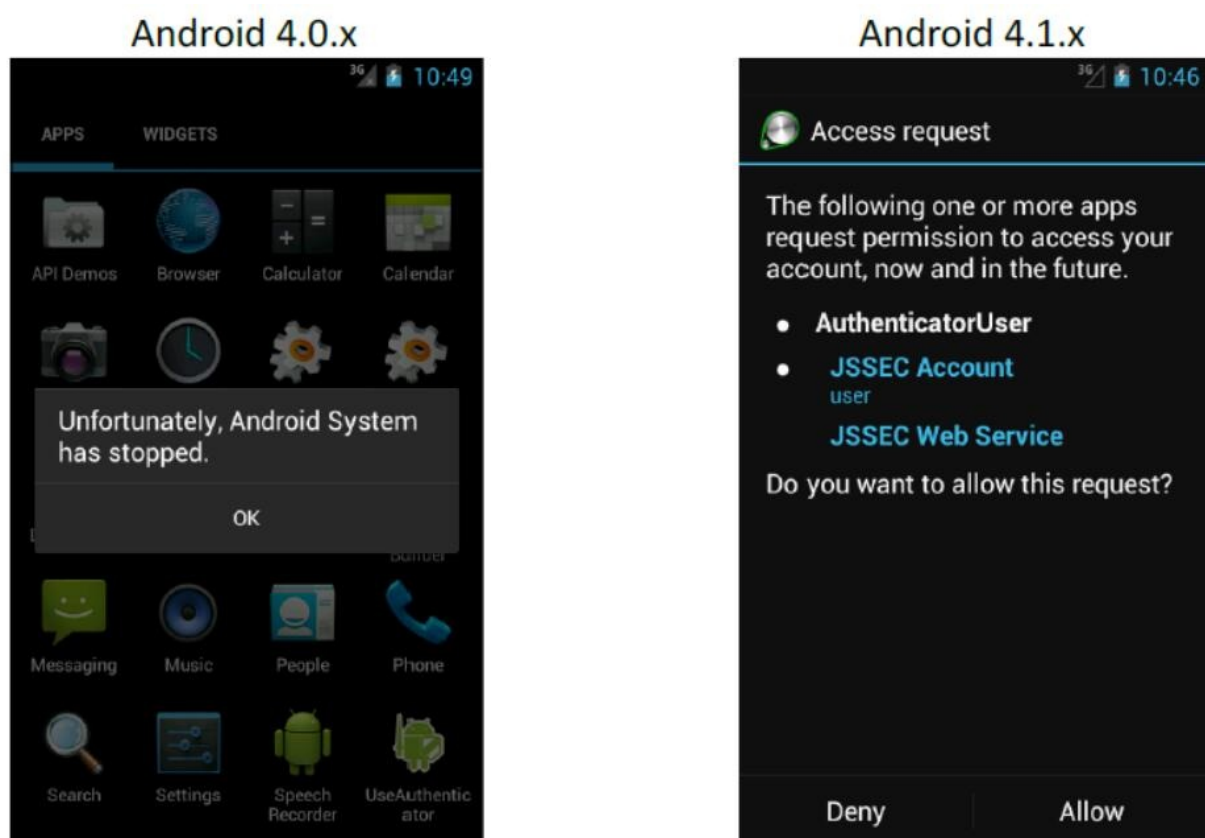 Android 4.0.x
3G 10:49
APPS WIDGETS
API Demos Browser Calculator Calendar
Unfortunately, Android System
has stopped.
OK
Messaging Music People Phone
Search Settings Speech
Recorder UseAuthentic
ator
Android 4.1.x
3G 10:46
Access request
The following one or more apps
request permission to access your
account, now and in the future.
● AuthenticatorUser
● JSSEC Account
user
JSSEC Web Service
Do you want to allow this request?
Deny Allow